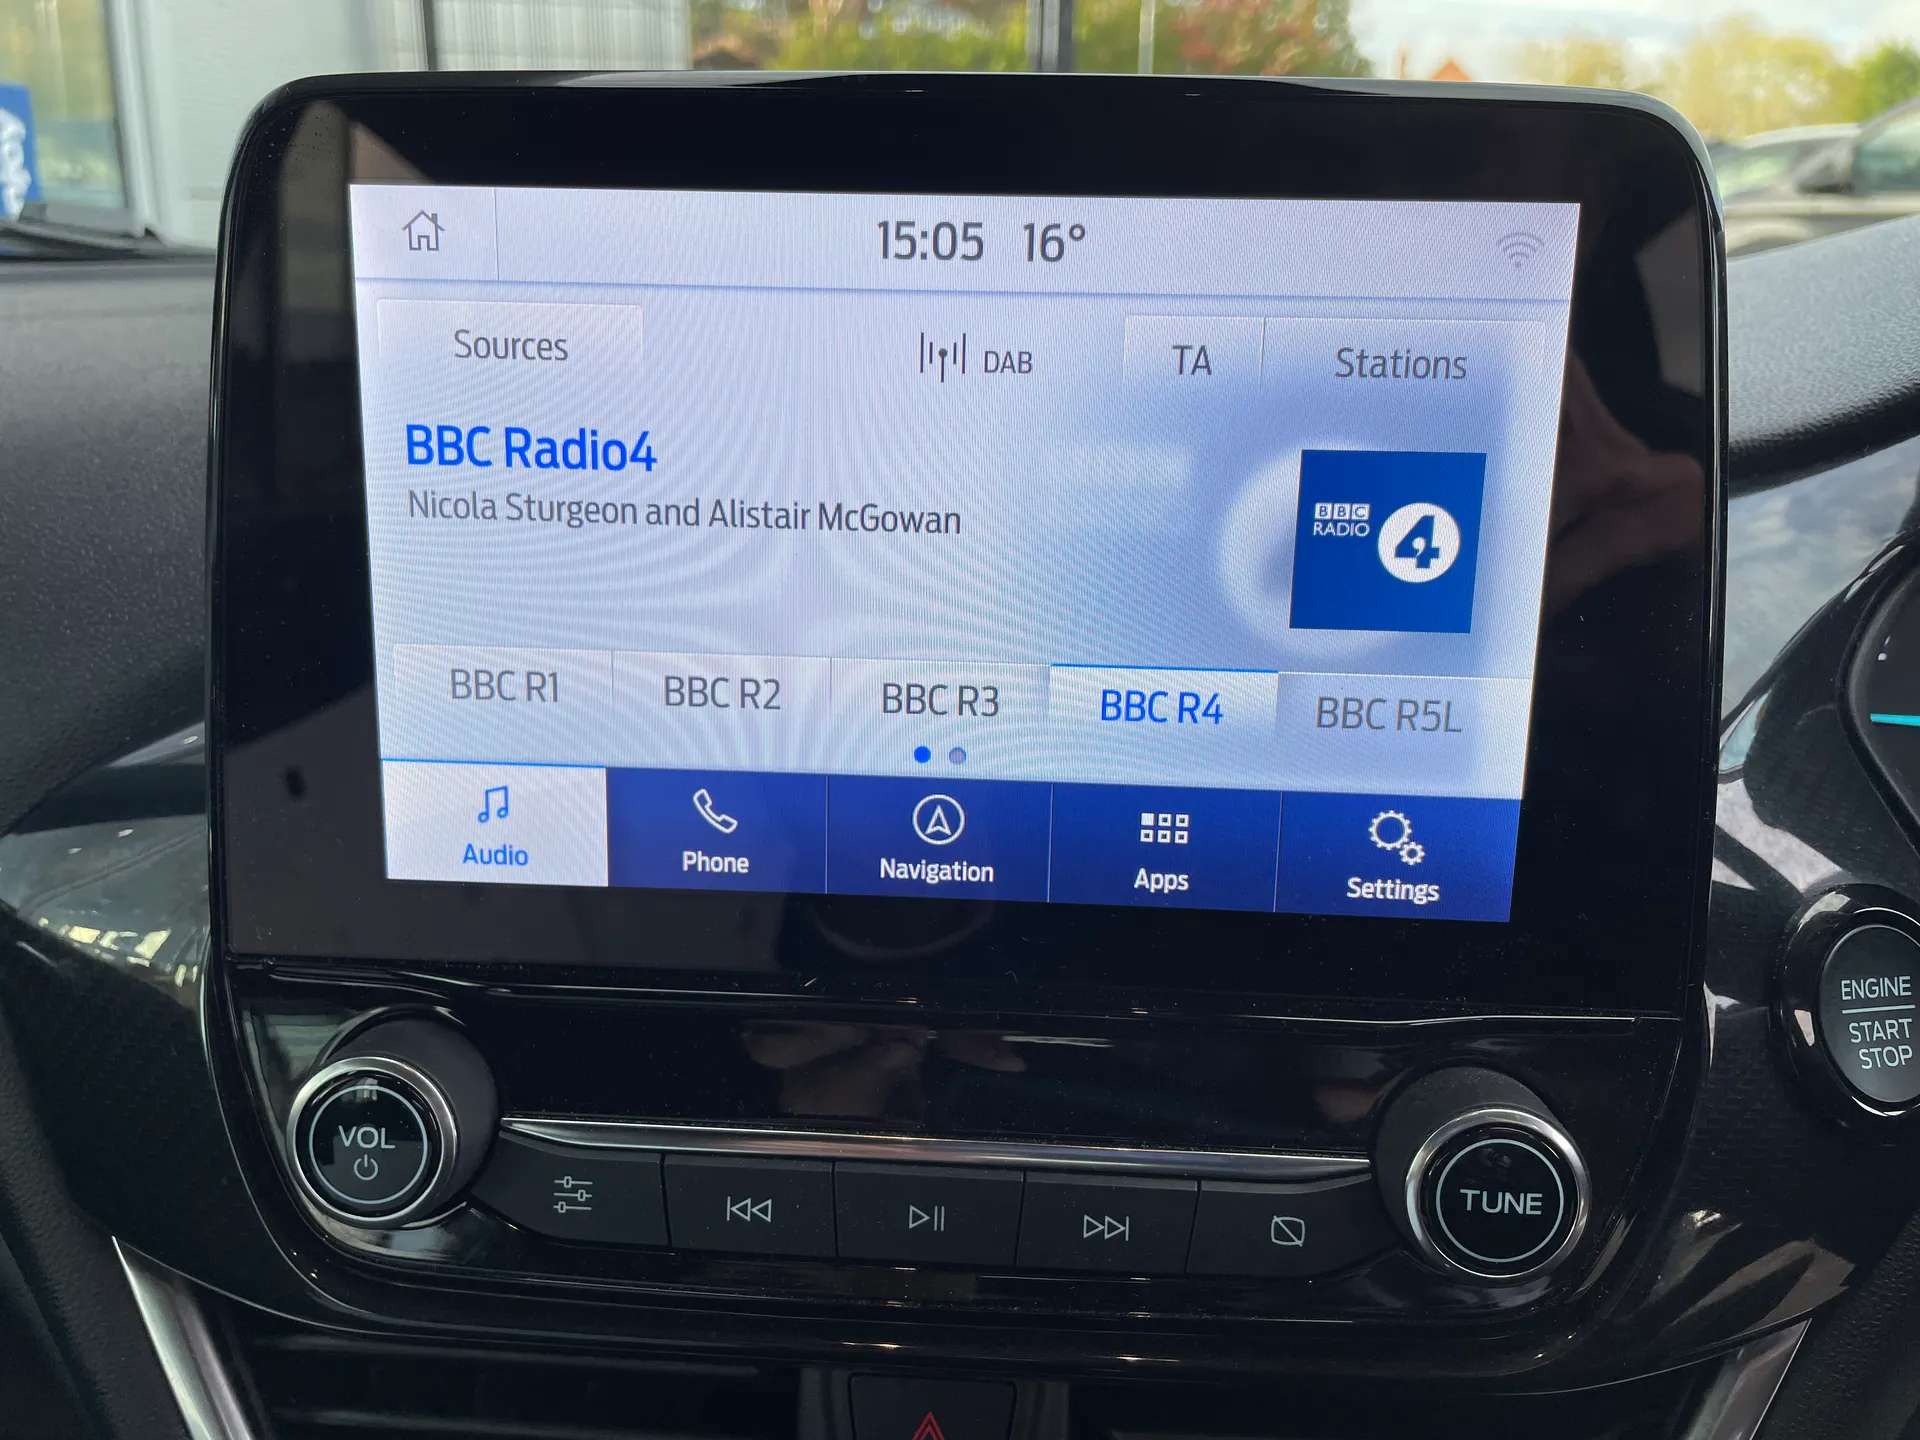 15:05 16°
Sources
DAB
TA
Stations
BBC Radio4
Nicola Sturgeon and Alistair McGowan
BBC
RADIO
4
BBC R1
BBC R2
BBC R3
BBC R4
BBC R5L
Audio
Phone
Navigation
Apps
Settings
ENGINE
START
STOP
VOL
TUNE